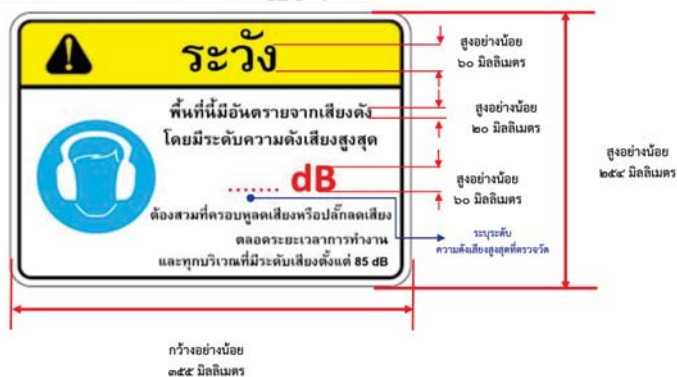 ระวัง
พื้นที่นี้มีอันตรายจากเสียงดัง
โดยมีระดับความดังเสียงสูงสุด
....... dB
ต้องสวมที่ครอบหูลดเสียงหรือปลั๊กลดเสียง
ตลอดระยะเวลาการทำงาน
และทุกบริเวณที่มีระดับเสียงตั้งแต่ 85 dB
สูงอย่างน้อย
๖๐ มิลลิเมตร
สูงอย่างน้อย
๒๐ มิลลิเมตร
สูงอย่างน้อย
๖๐ มิลลิเมตร
ระบุระดับ
ความดังเสียงสูงสุดที่ตรวจวัด
สูงอย่างน้อย
๒๕๔ มิลลิเมตร
กว้างอย่างน้อย
๓๕๕ มิลลิเมตร